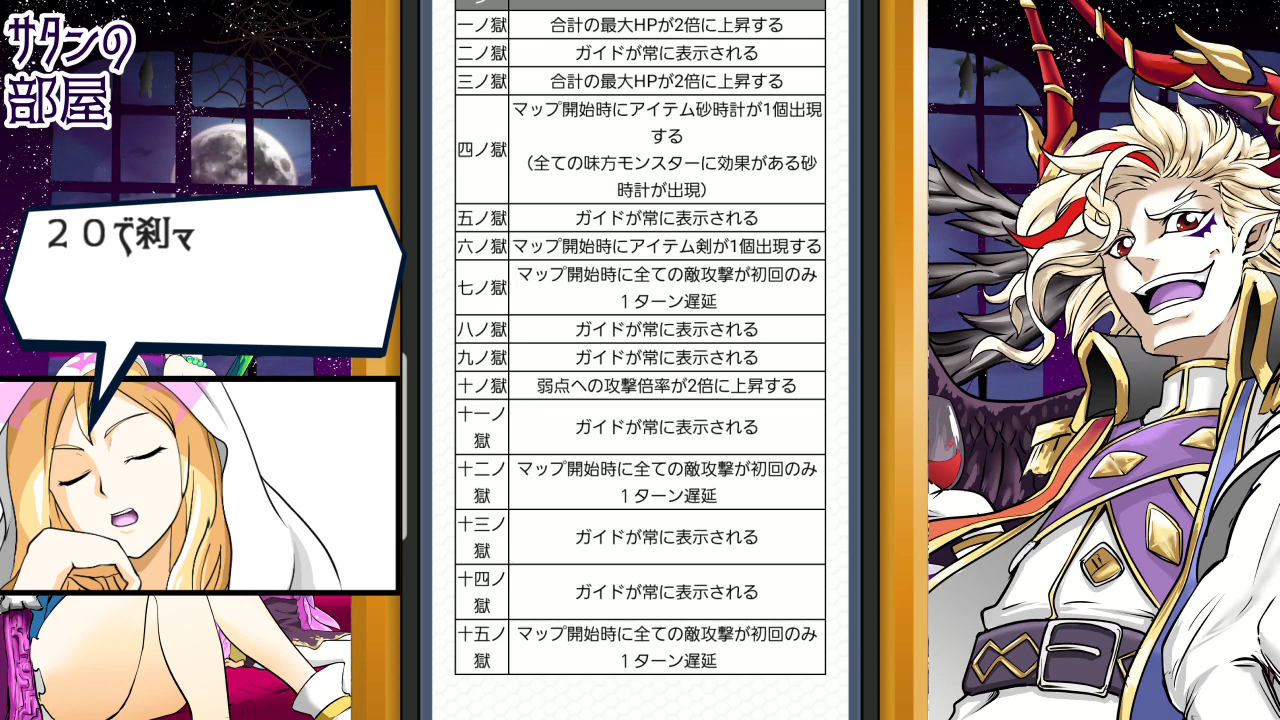 サタンの
部屋
２０で刹マ
一ノ獄 合計の最大HPが2倍に上昇する
二ノ獄 ガイドが常に表示される
三ノ獄 合計の最大HPが2倍に上昇する
四ノ獄 マップ開始時にアイテム砂時計が1個出現
する
（全ての味方モンスターに効果がある砂
時計が出現）
五ノ獄 ガイドが常に表示される
六ノ獄 マップ開始時にアイテム剣が1個出現する
七ノ獄 マップ開始時に全ての敵攻撃が初回のみ
１ターン遅延
八ノ獄 ガイドが常に表示される
九ノ獄 ガイドが常に表示される
十ノ獄 弱点への攻撃倍率が2倍に上昇する
十一ノ
獄 ガイドが常に表示される
十二ノ
獄 マップ開始時に全ての敵攻撃が初回のみ
１ターン遅延
十三ノ
獄 ガイドが常に表示される
十四ノ
獄 ガイドが常に表示される
十五ノ
獄 マップ開始時に全ての敵攻撃が初回のみ
１ターン遅延